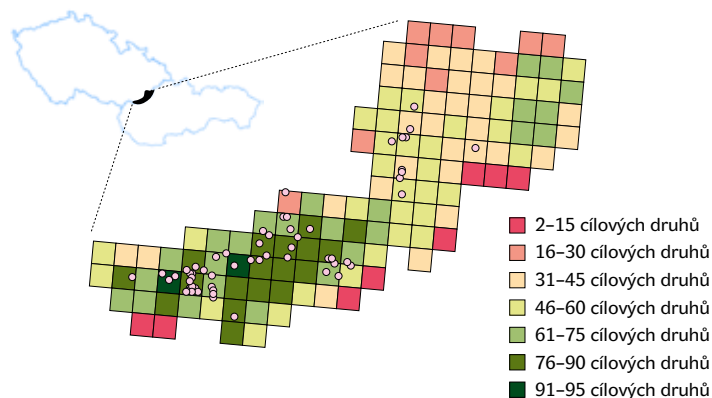 2–15 cílových druhů
16–30 cílových druhů
31–45 cílových druhů
46–60 cílových druhů
61–75 cílových druhů
76–90 cílových druhů
91–95 cílových druhů